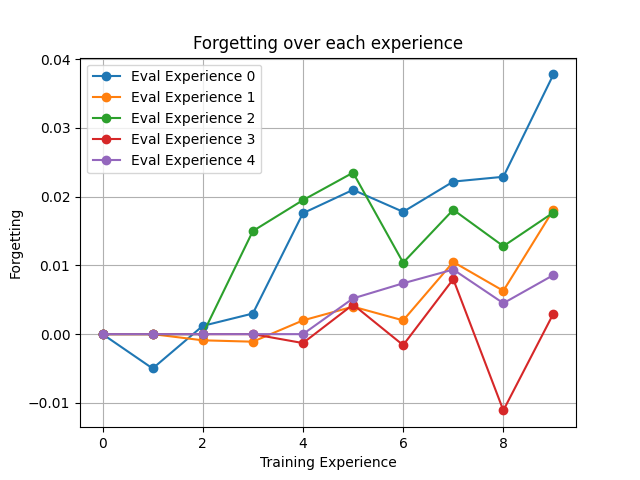 Forgetting over each experience
0.04
0.03
0.02
0.01
0.00
−0.01
Forgetting
Eval Experience 0
Eval Experience 1
Eval Experience 2
Eval Experience 3
Eval Experience 4
0 2 4 6 8
Training Experience